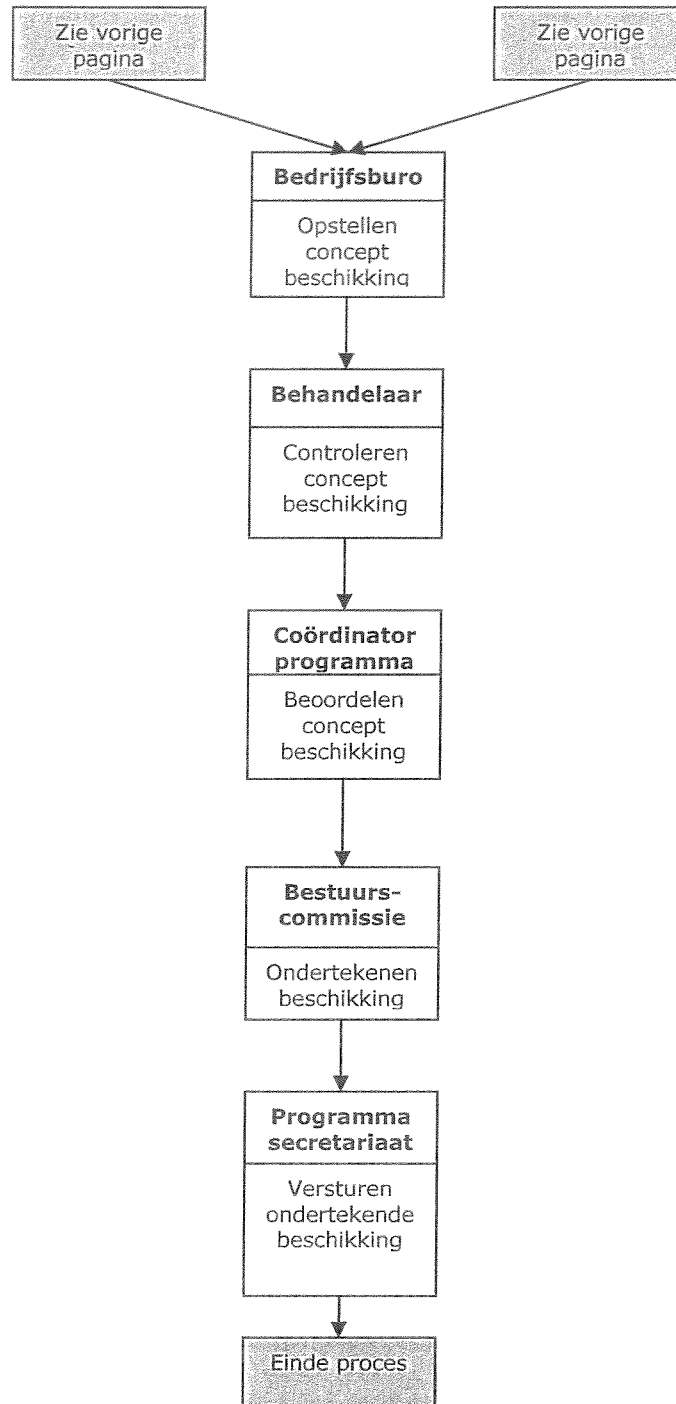 Zie vorige
pagina
Zie vorige
pagina
Bedrijfsburo
Opstellen
concept
beschikking
Behandelaar
Controleren
concept
beschikking
Coördinator
programma
Beoordelen
concept
beschikking
Bestuurs-
commissie
Ondertekenen
beschikking
Programma
secretariaat
Versturen
ondertekende
beschikking
Einde proces